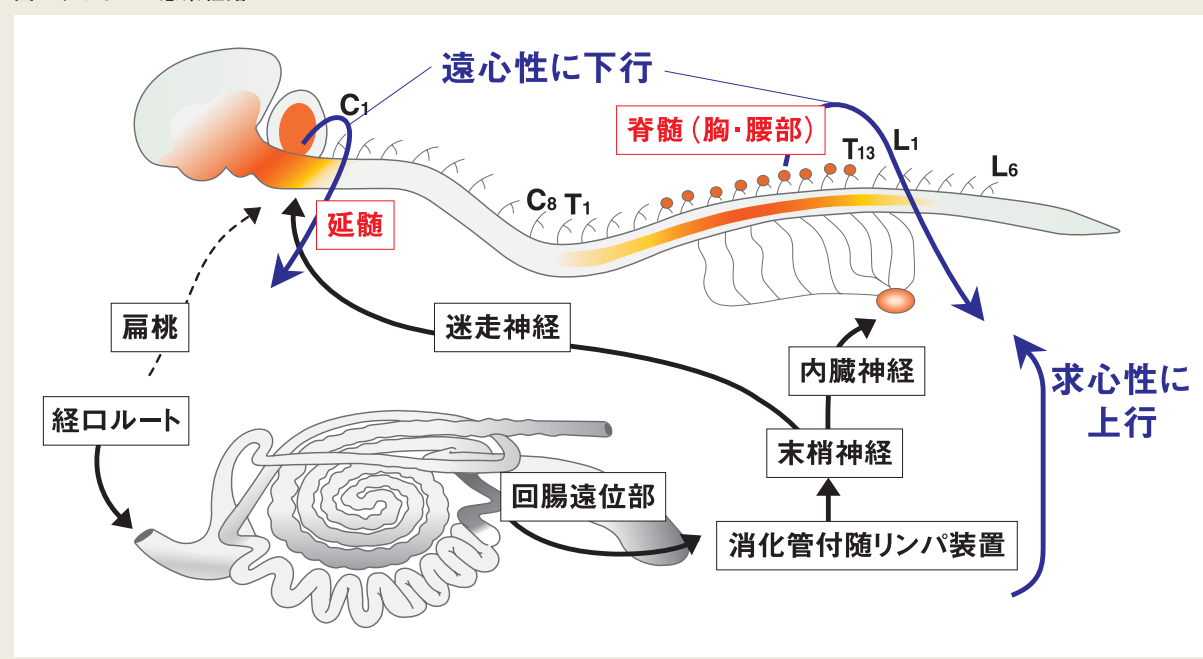 遠心性に下行
C1
脊髄（胸・腰部）
T13
L1
L6
C8
T1
延髄
扁桃
迷走神経
内臓神経
求心性に
上行
経口ルート
末梢神経
回腸遠位部
消化管付随リンパ装置